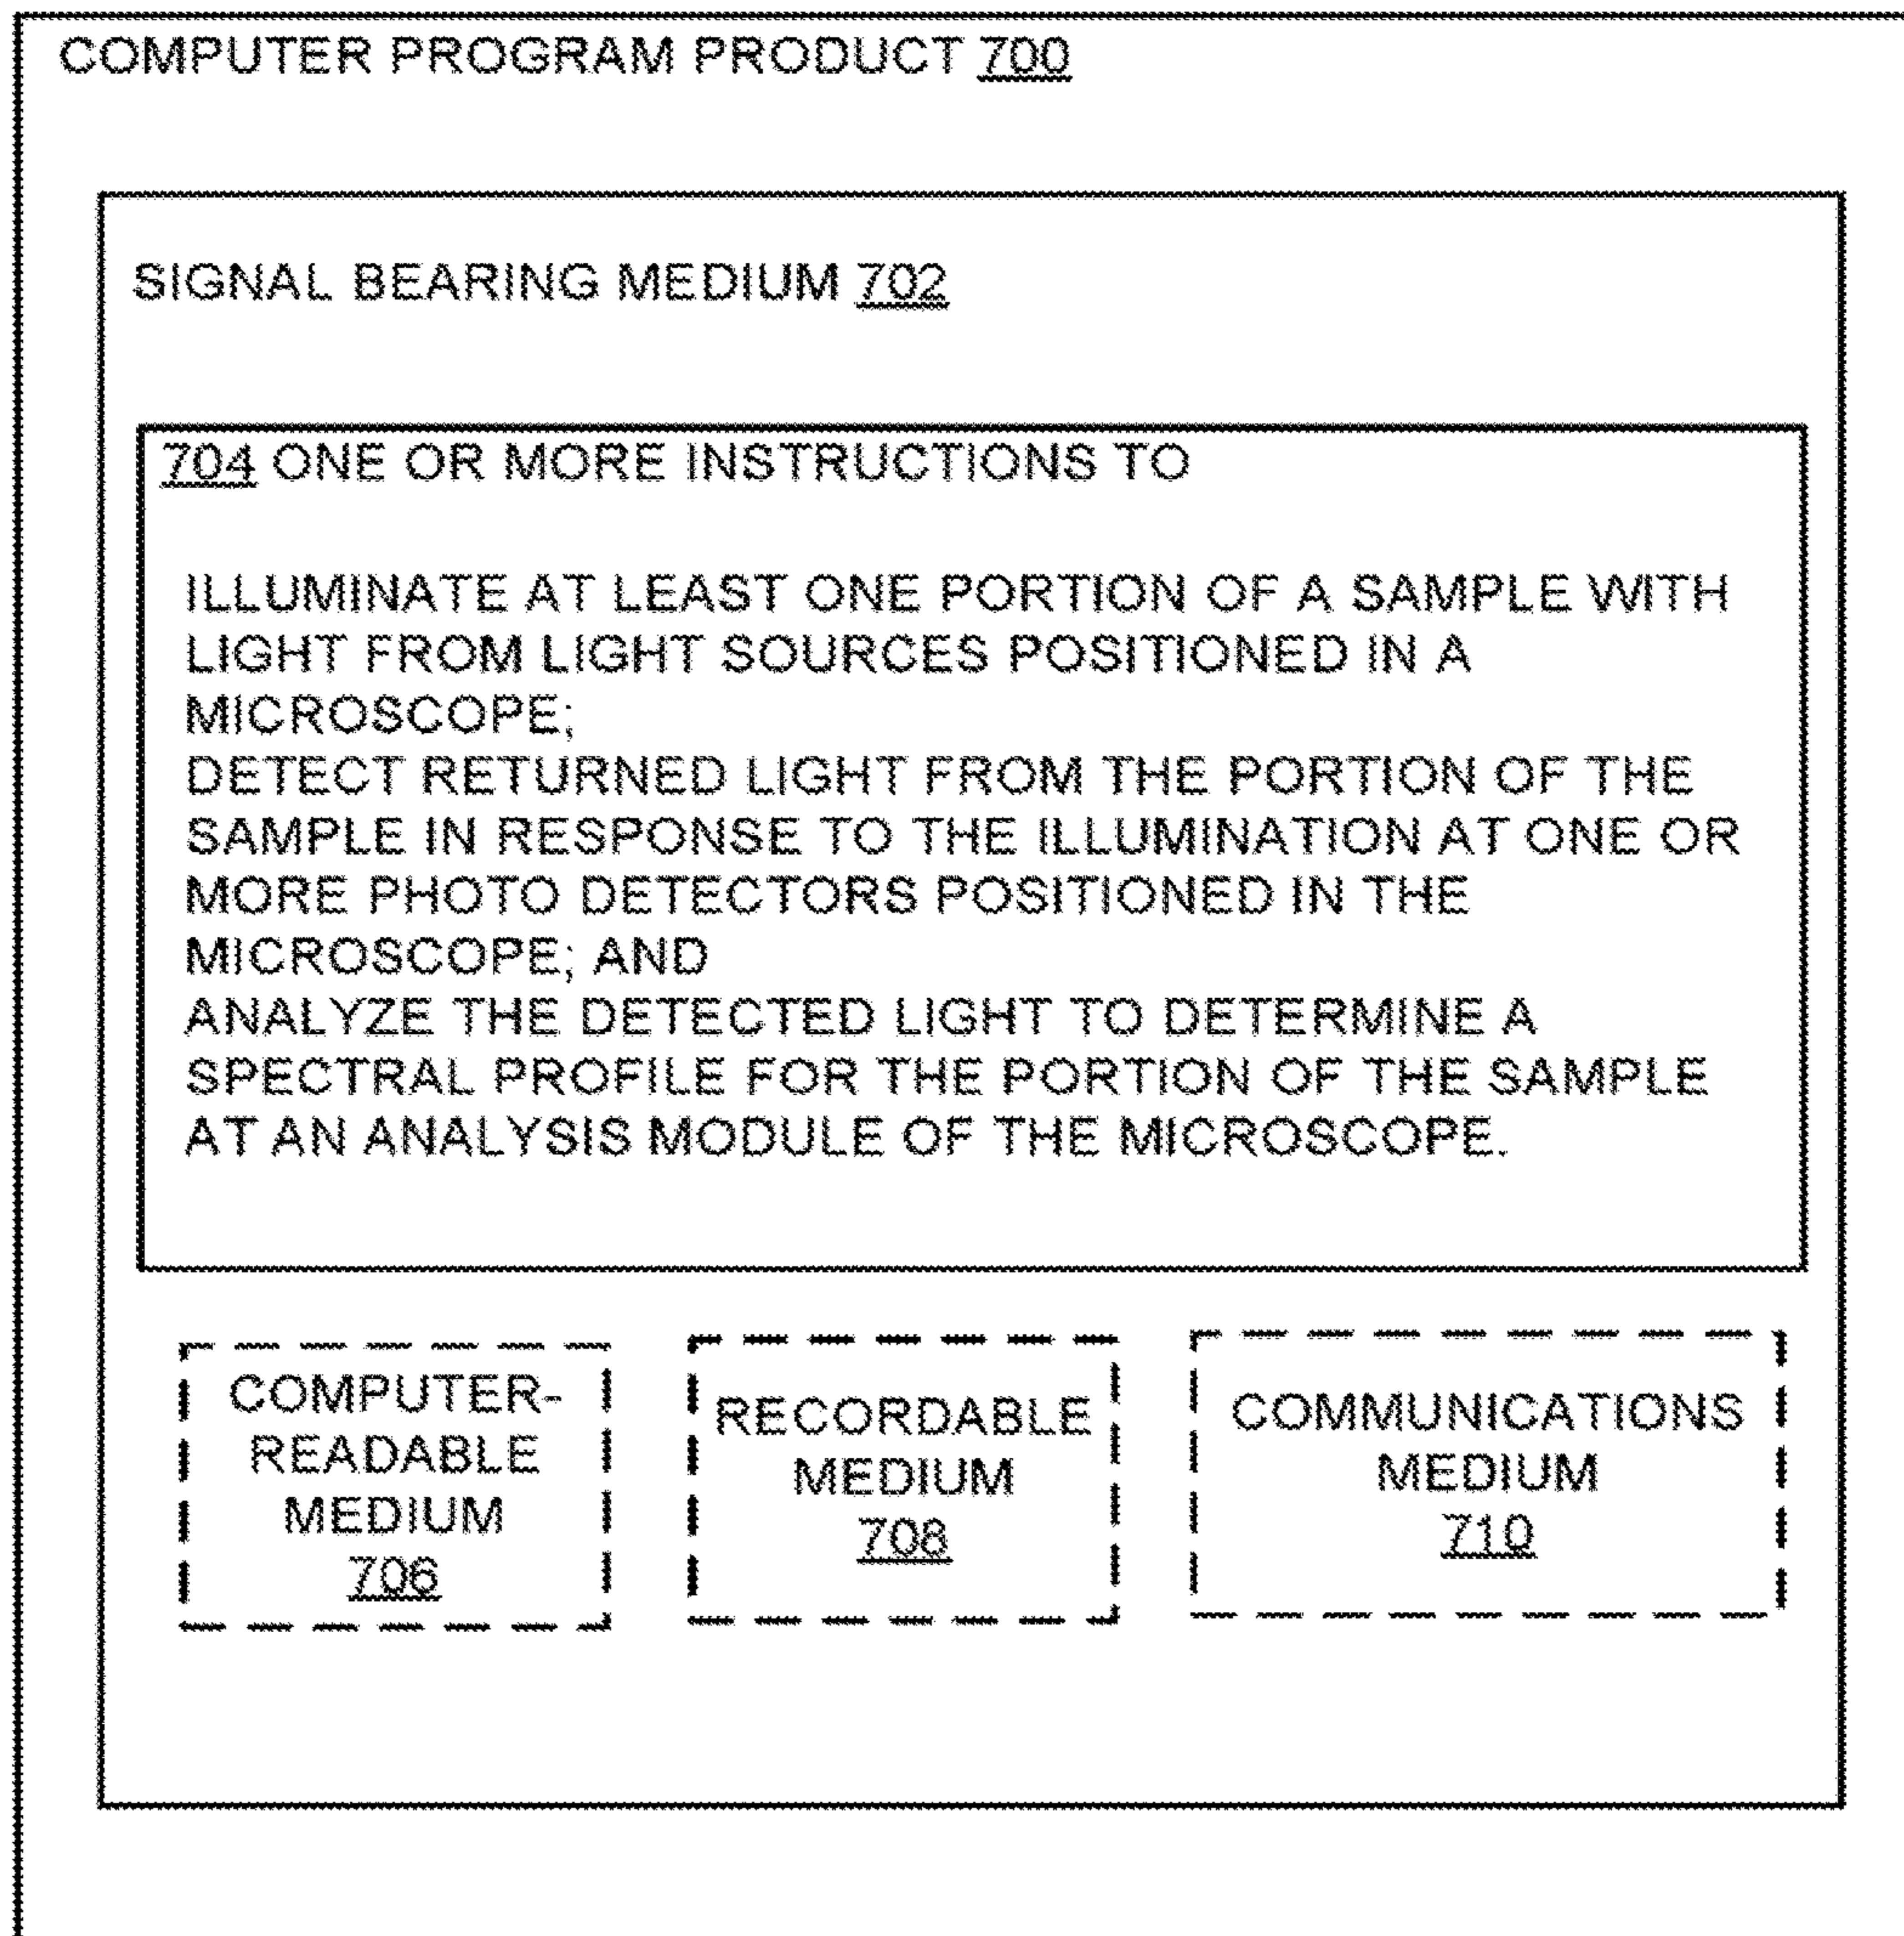 COMPUTER PROGRAM PRODUCT 700
SIGNAL BEARING MEDIUM 702
704 ONE OR MORE INSTRUCTIONS TO
ILLUMINATE AT LEAST ONE PORTION OF A SAMPLE WITH
LIGHT FROM LIGHT SOURCES POSITIONED IN A
MICROSCOPE;
DETECT RETURNED LIGHT FROM THE PORTION OF THE
SAMPLE IN RESPONSE TO THE ILLUMINATION AT ONE OR
MORE PHOTO DETECTORS POSITIONED IN THE
MICROSCOPE; AND
ANALYZE THE DETECTED LIGHT TO DETERMINE A
SPECTRAL PROFILE FOR THE PORTION OF THE SAMPLE
AT AN ANALYSIS MODULE OF THE MICROSCOPE.
COMPUTER-
READABLE
MEDIUM
706
RECORDABLE
MEDIUM
708
COMMUNICATIONS
MEDIUM
710